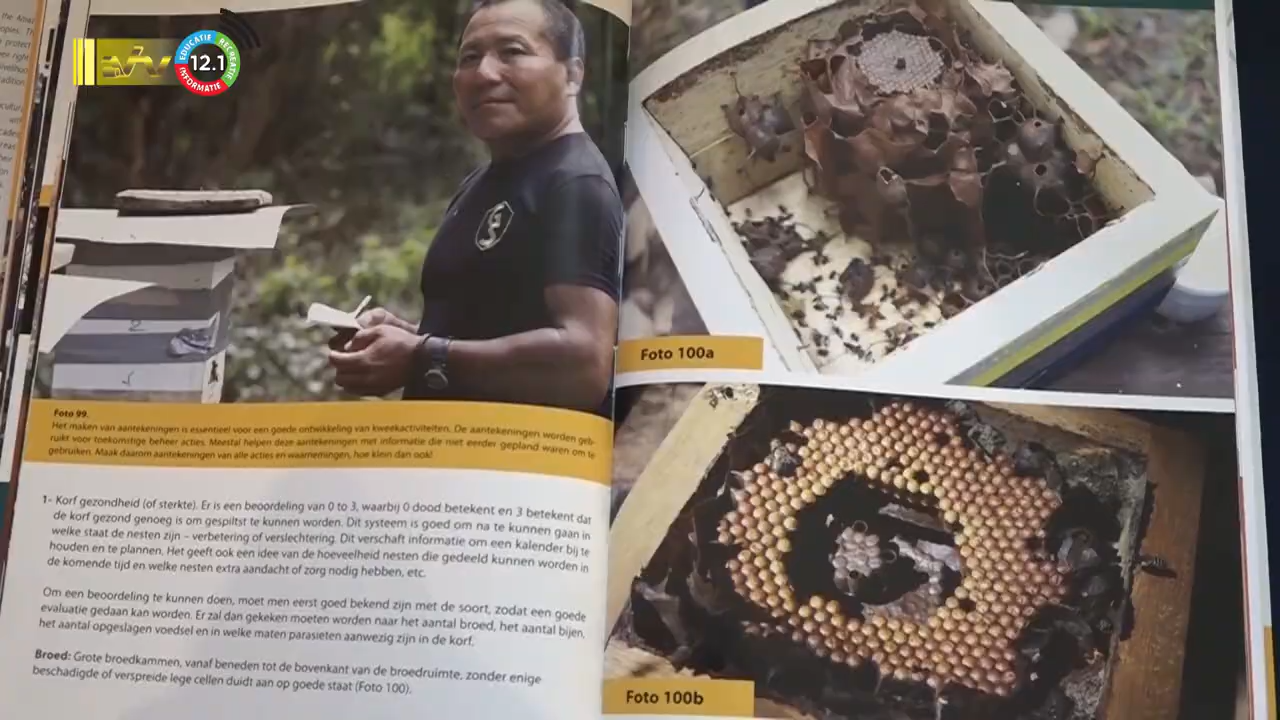 EDUCATIE
RECREATIE
INFORMATIE
12.1
2
Foto 99.
Het maken van aantekeningen is essentieel voor een goede ontwikkeling van kweekactiviteiten. De aantekeningen worden geb-
ruikt voor toekomstige beheer acties. Meestal helpen deze aantekeningen met informatie die niet eerder gepland waren om te
gebruiken. Maak daarom aantekeningen van alle acties en waarnemingen, hoe klein dan ook!
1- Korf gezondheid (of sterkte). Er is een beoordeling van 0 to 3, waarbij 0 dood betekent en 3 betekent dat
de korf gezond genoeg is om gespiltst te kunnen worden. Dit systeem is goed om na te kunnen gaan in
welke staat de nesten zijn – verbetering of verslechtering. Dit verschaft informatie om een kalender bij te
houden en te plannen. Het geeft ook een idee van de hoeveelheid nesten die gedeeld kunnen worden in
de komende tijd en welke nesten extra aandacht of zorg nodig hebben, etc.
Om een beoordeling te kunnen doen, moet men eerst goed bekend zijn met de soort, zodat een goede
evaluatie gedaan kan worden. Er zal dan gekeken moeten worden naar het aantal broed, het aantal bijen,
het aantal opgeslagen voedsel en in welke maten parasieten aanwezig zijn in de korf.
Broed: Grote broedkammen, vanaf beneden tot de bovenkant van de broedruimte, zonder enige
beschadigde of verspreide lege cellen duidt aan op goede staat (Foto 100).
Foto 100a
Foto 100b